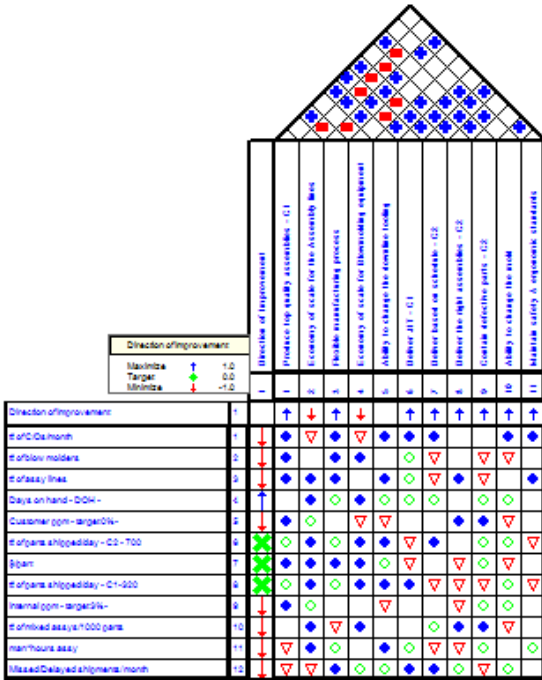 Direction of Improvement
Produce top quality assemblies - C1
Economy of scale for the Assembly lines
Flexible manufacturing process
Economy of scale for Blowmolding equipment
Ability to change the downline tooling
Deliver JIT - C1
Deliver based on schedule - C2
Deliver the right assemblies - C2
Contain defective parts - C2
Ability to change the mold
Maintain safety & ergonomic standards
Direction of Improvement
Maximize 1.0
Target 0.0
Minimize -1.0
1 1 2 3 4 5 6 7 8 9 10 11
Direction of Improvement 1
# of C/Os/month 1
# of blow molders 2
# of assy lines 3
Days on hand - DOH - 4
Customer ppm - target 0% - 5
# of parts shipped/day - C2 - 700 6
$/part 7
# of parts shipped/day - C1-920 8
Internal ppm - target 3% - 9
# of mixed assys/1000 parts 10
man*hours assy 11
Missed/Delayed shipments/month 12